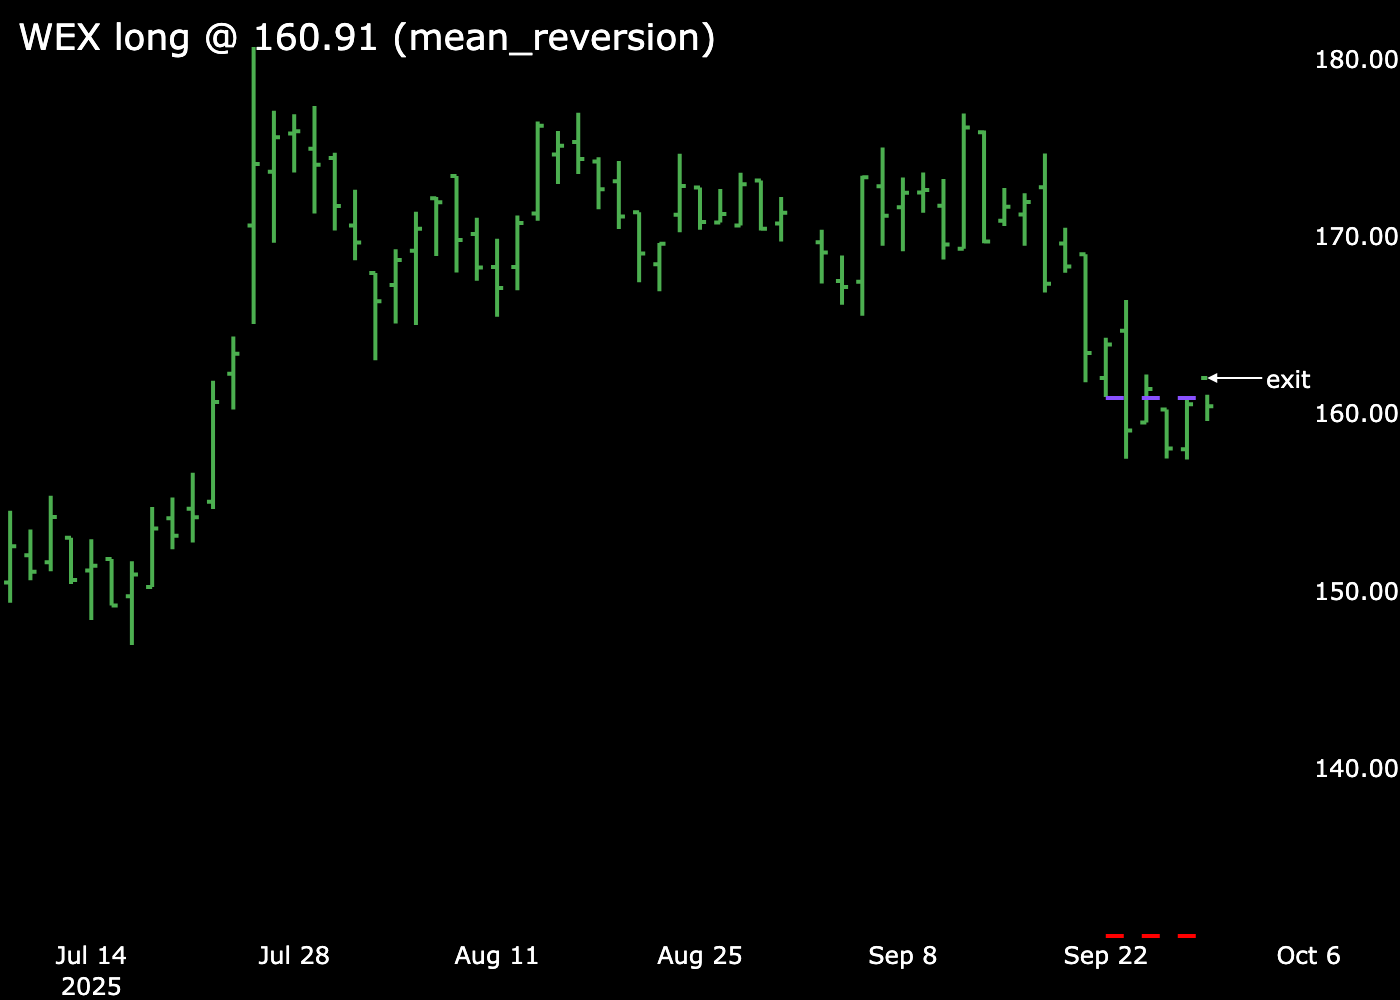 WEX long @ 160.91 (mean_reversion)
180.00
170.00
exit
160.00
150.00
140.00
Jul 14
2025
Jul 28
Aug 11
Aug 25
Sep 8
Sep 22
Oct 6